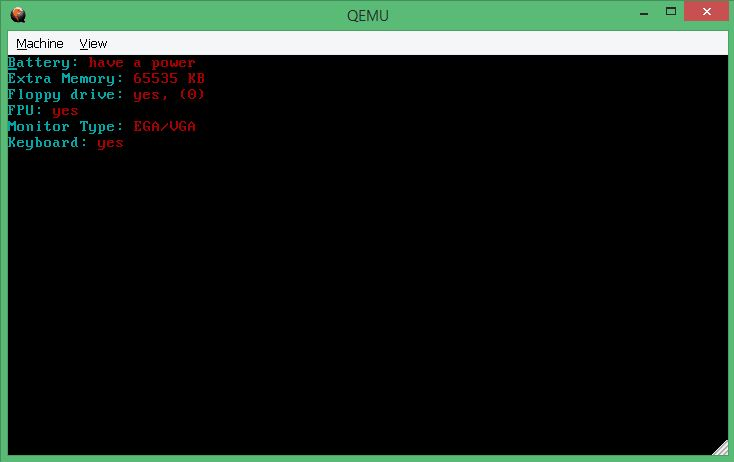 QEMU
Machine View
Battery: have a power
Extra Memory: 65535 KB
Floppy drive: yes, (0)
FPU: yes
Monitor Type: EGA/VGA
Keyboard: yes